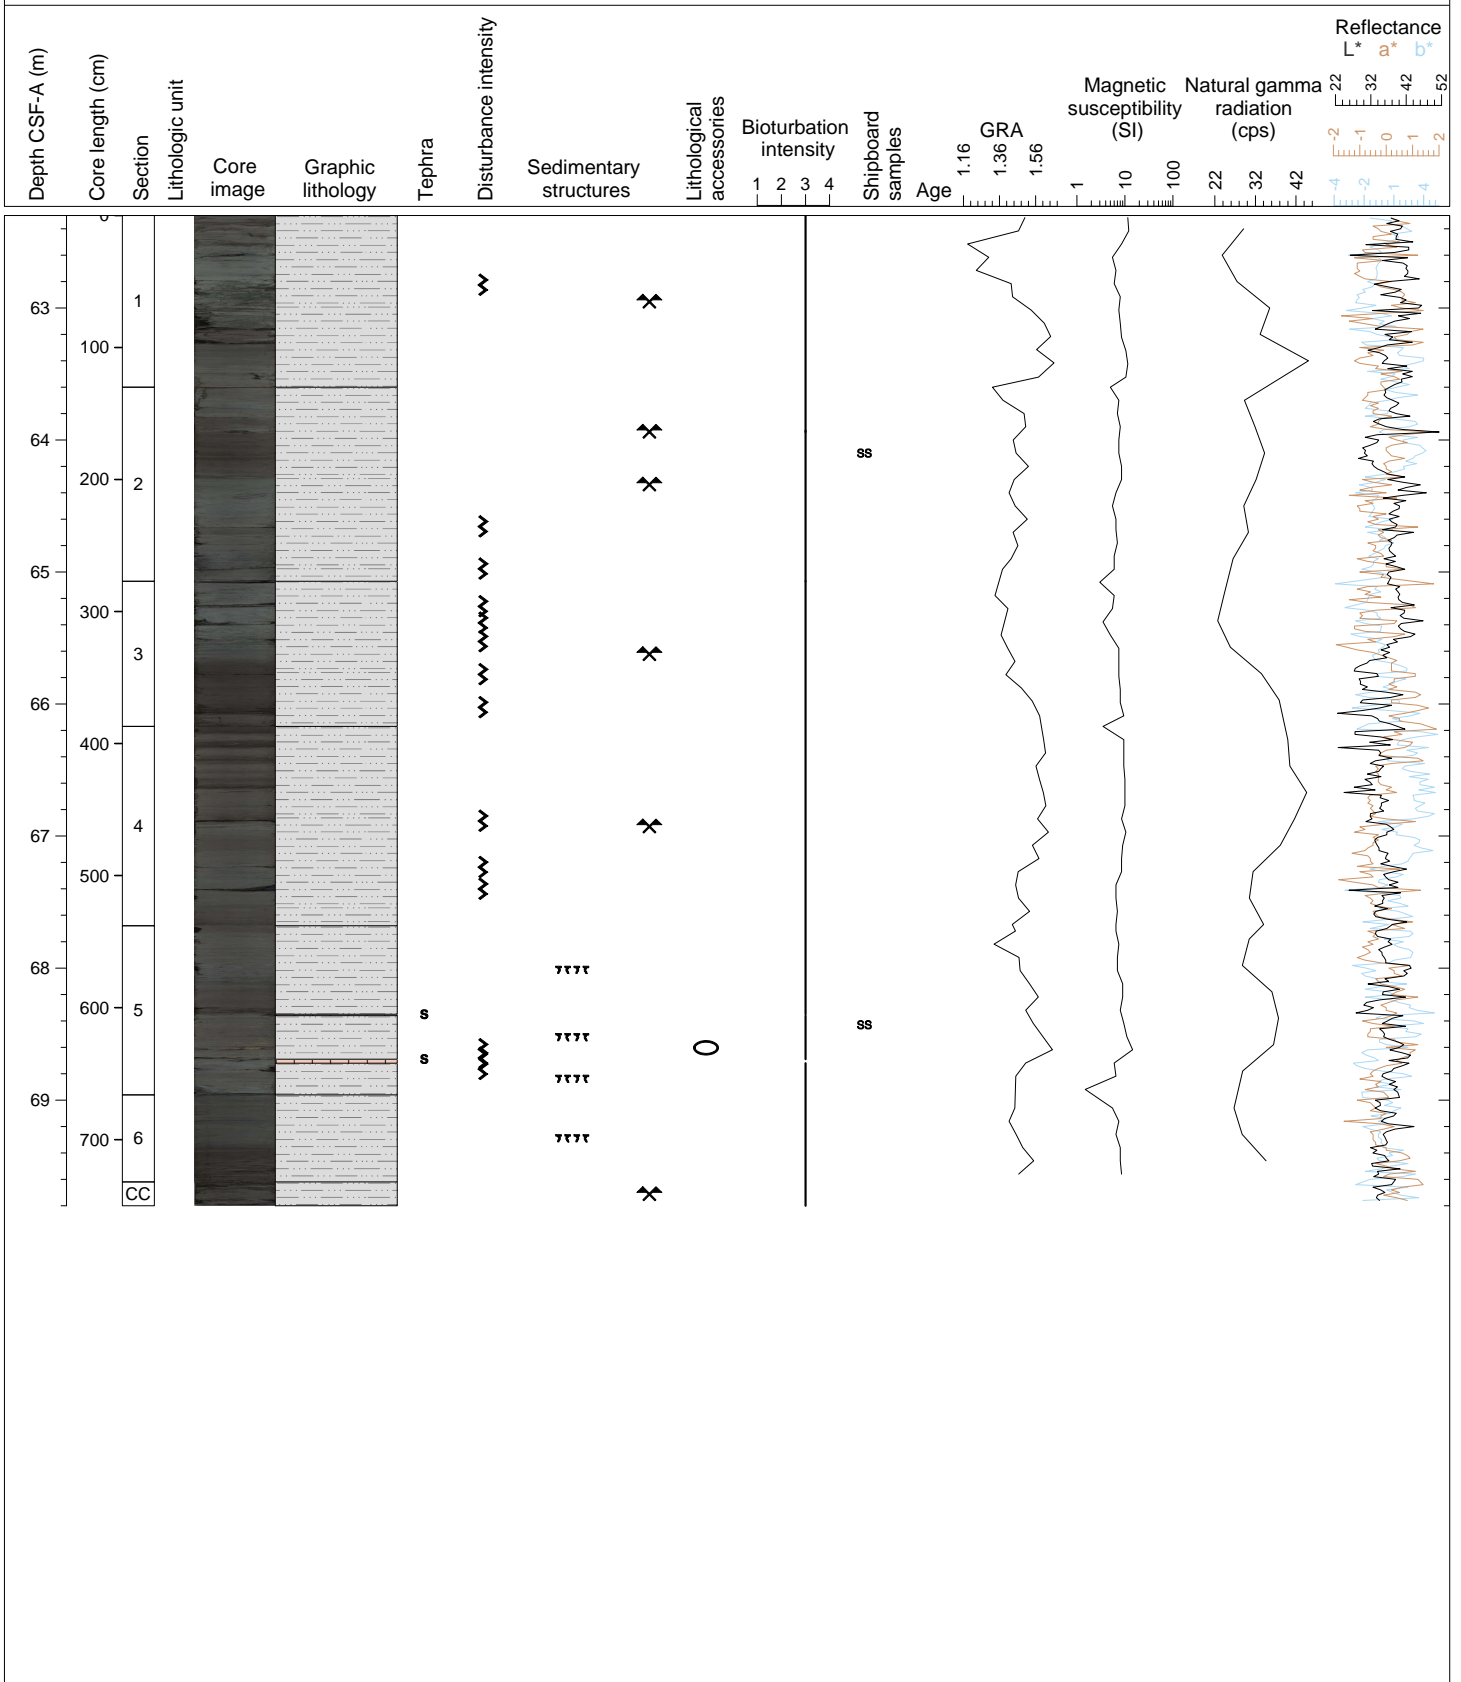 Depth CSF-A (m)
Core length (cm)
Section
Lithologic unit
Core
image
Graphic
lithology
Tephra
Disturbance intensity
Sedimentary
structures
Lithological
accessories
Bioturbation
intensity
1 2 3 4
Shipboard
samples
Age
GRA
1.16 1.36 1.56
Magnetic
susceptibility
(SI)
1 10 100
Natural gamma
radiation
(cps)
22 32 42
Reflectance
L* a* b*
22 32 42 52
-2 -1 0 1 2
-4 -2 1 4
0
1
63
100
64
ss
200
2
65
300
3
66
400
4
67
500
68
600
5
s
ss
s
69
700
6
CC